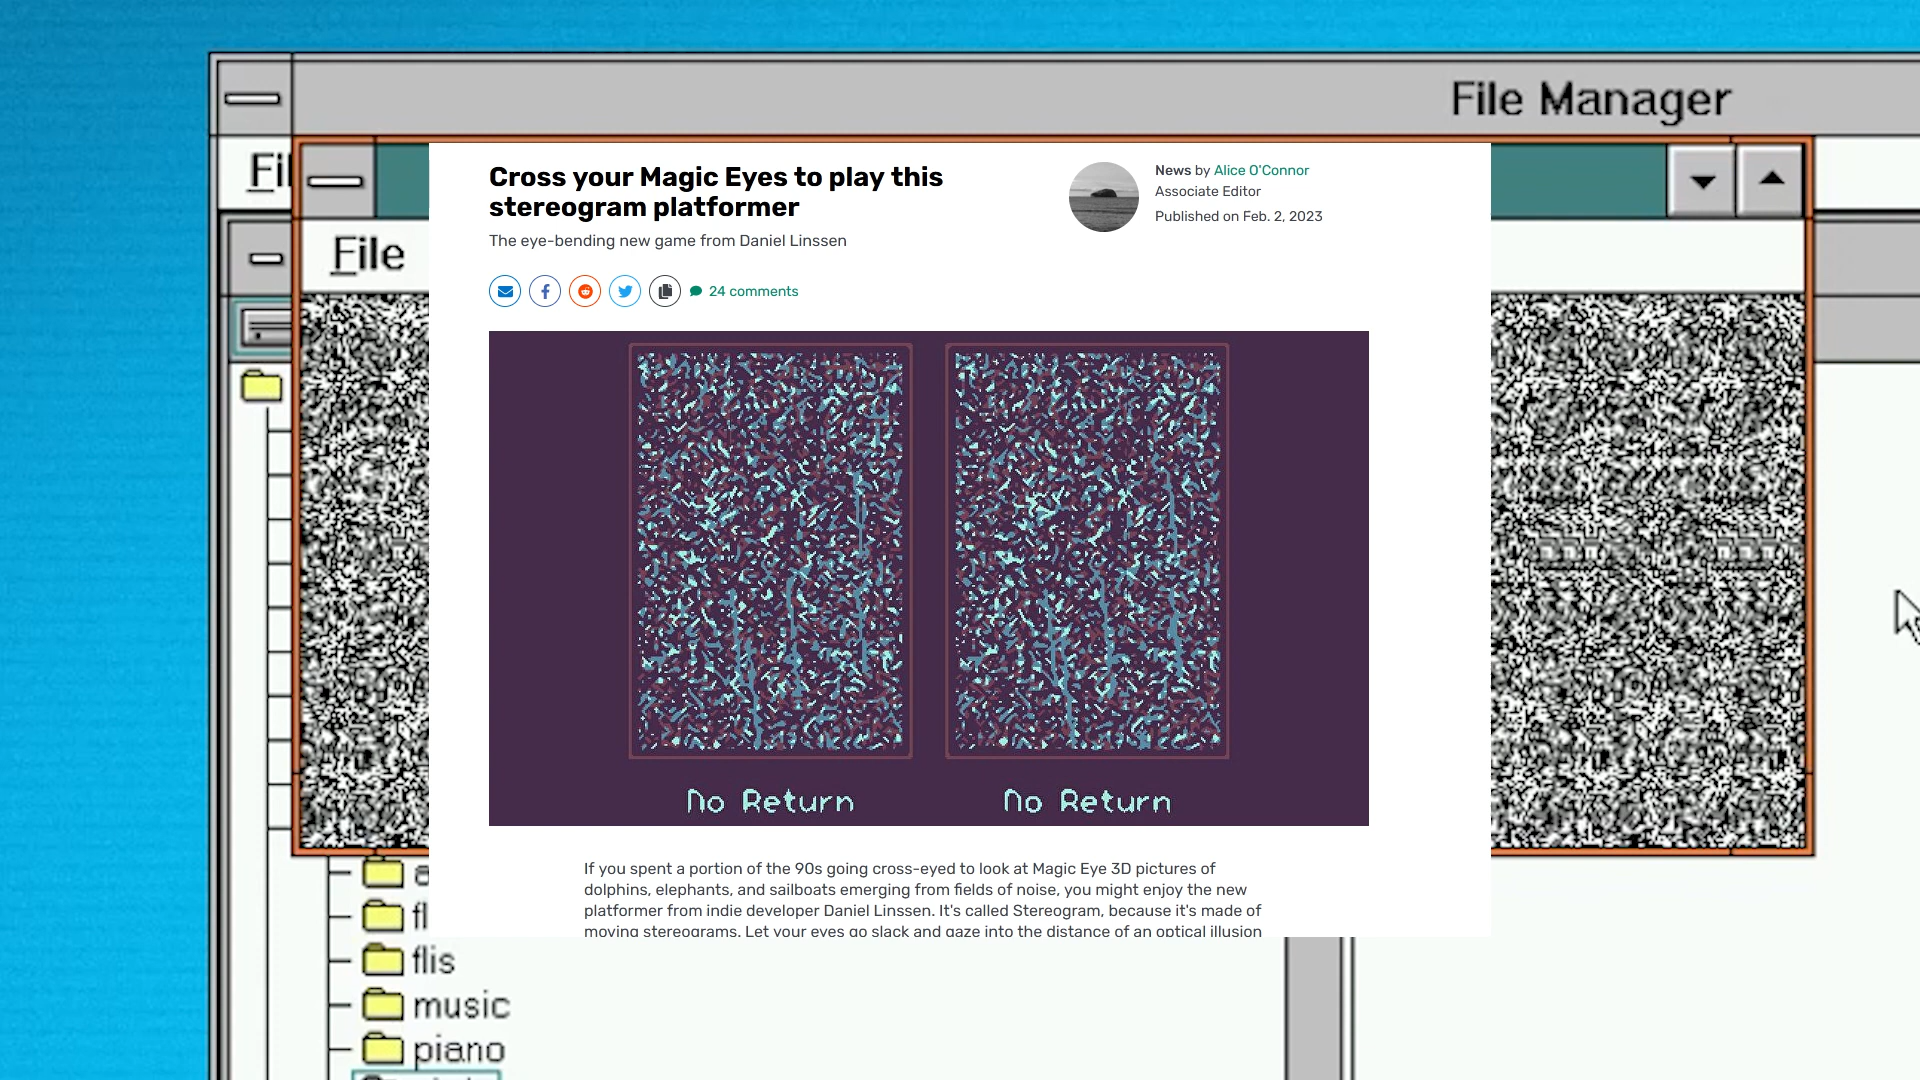 File Manager
Fil
File
Cross your Magic Eyes to play this
stereogram platformer
The eye-bending new game from Daniel Linssen
News by Alice O'Connor
Associate Editor
Published on Feb. 2, 2023
24 comments
No Return
No Return
If you spent a portion of the 90s going cross-eyed to look at Magic Eye 3D pictures of
dolphins, elephants, and sailboats emerging from fields of noise, you might enjoy the new
platformer from indie developer Daniel Linssen. It's called Stereogram, because it's made of
moving stereograms. Let your eyes go slack and gaze into the distance of an optical illusion
fl
flis
music
piano